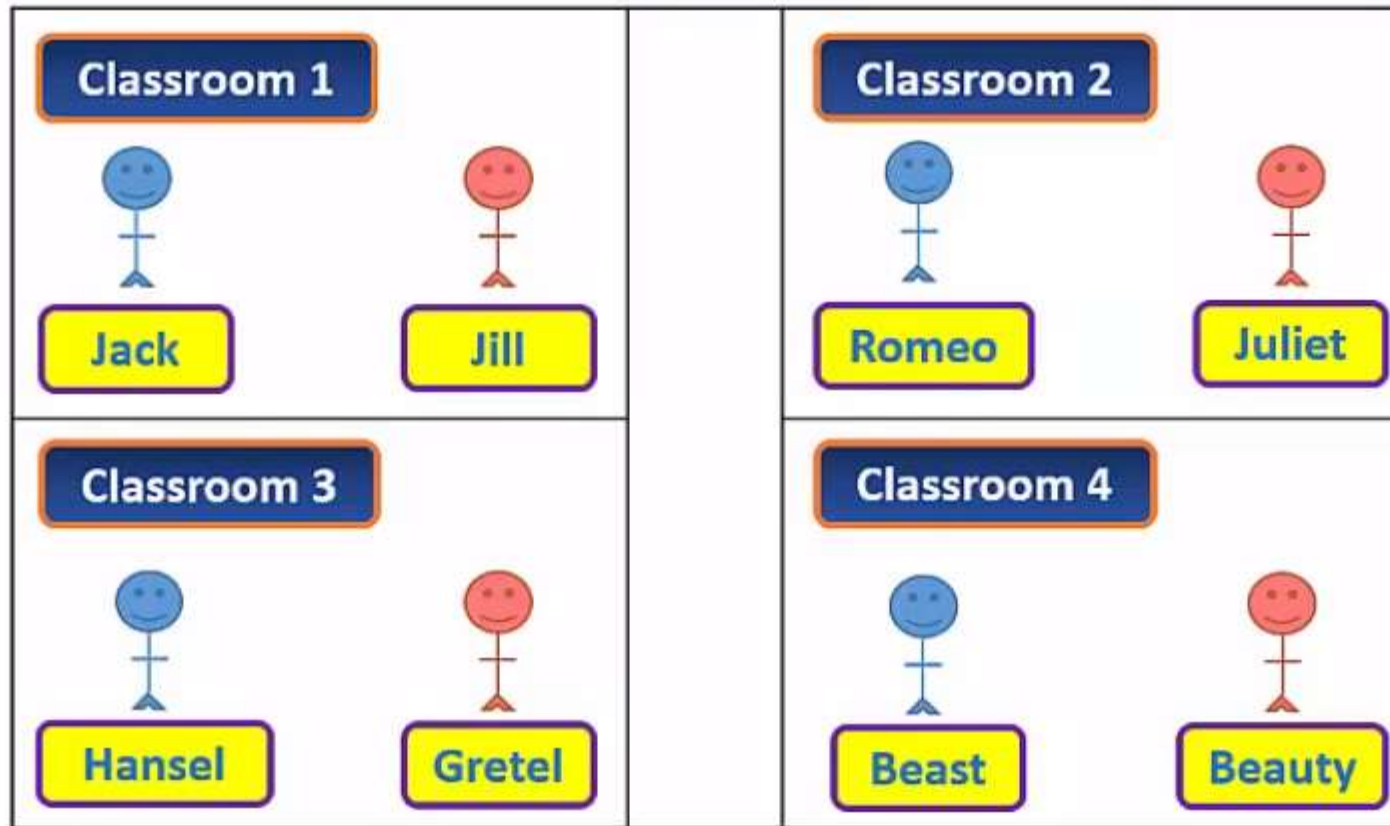 Classroom 1
Jack
Jill
Classroom 2
Romeo
Juliet
Classroom 3
Hansel
Gretel
Classroom 4
Beast
Beauty